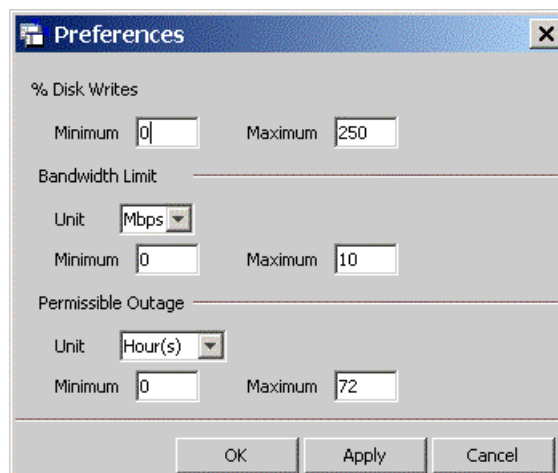 Preferences
% Disk Writes
Minimum 0 Maximum 250
Bandwidth Limit
Unit Mbps
Minimum 0 Maximum 10
Permissible Outage
Unit Hour(s)
Minimum 0 Maximum 72
OK Apply Cancel